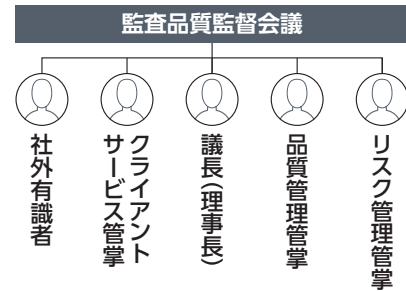 監査品質監督会議
社外有識者
クライアント
サービス管掌
議長(理事長)
品質管理管掌
リスク管理管掌